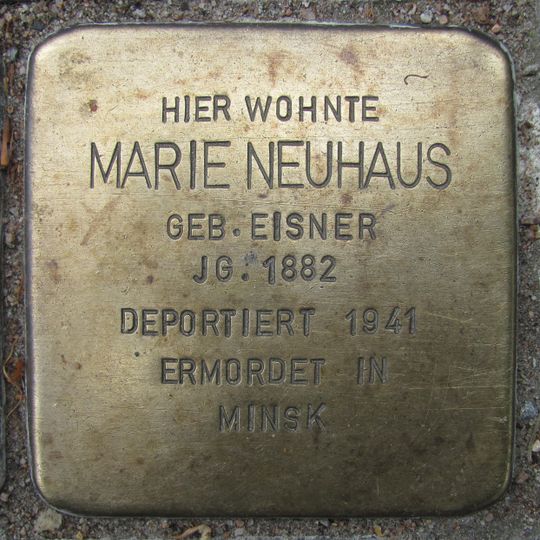 HIER WOHNTE
MARIE NEUHAUS
GEB. EISNER
JG. 1882
DEPORTIERT 1941
ERMORDET IN
MINSK